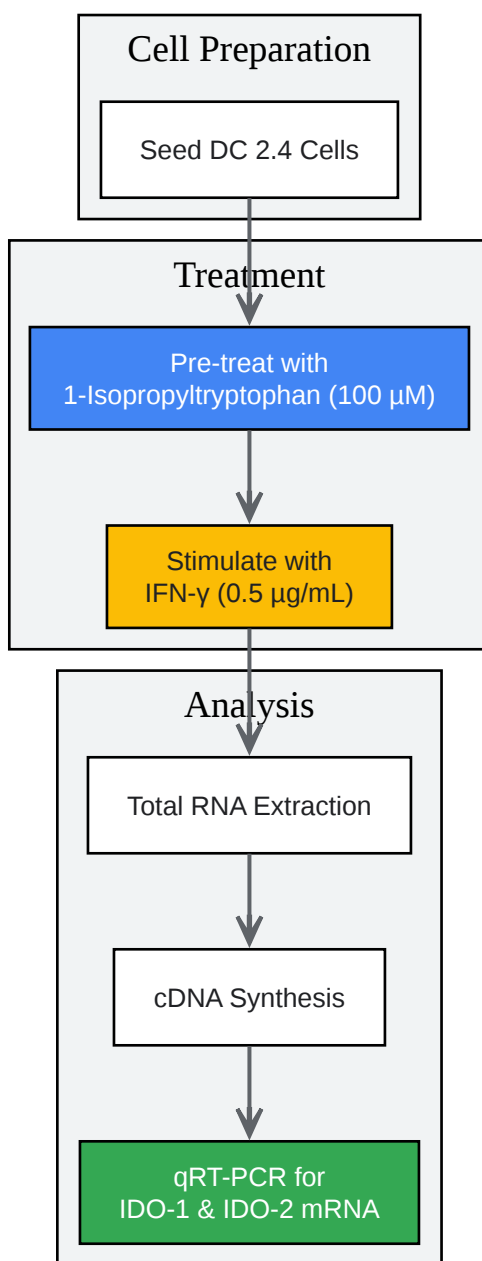 Cell Preparation
Seed DC 2.4 Cells
Treatment
Pre-treat with
1-Isopropyltryptophan (100 µM)
Stimulate with
IFN-γ (0.5 µg/mL)
Analysis
Total RNA Extraction
cDNA Synthesis
qRT-PCR for
IDO-1 & IDO-2 mRNA